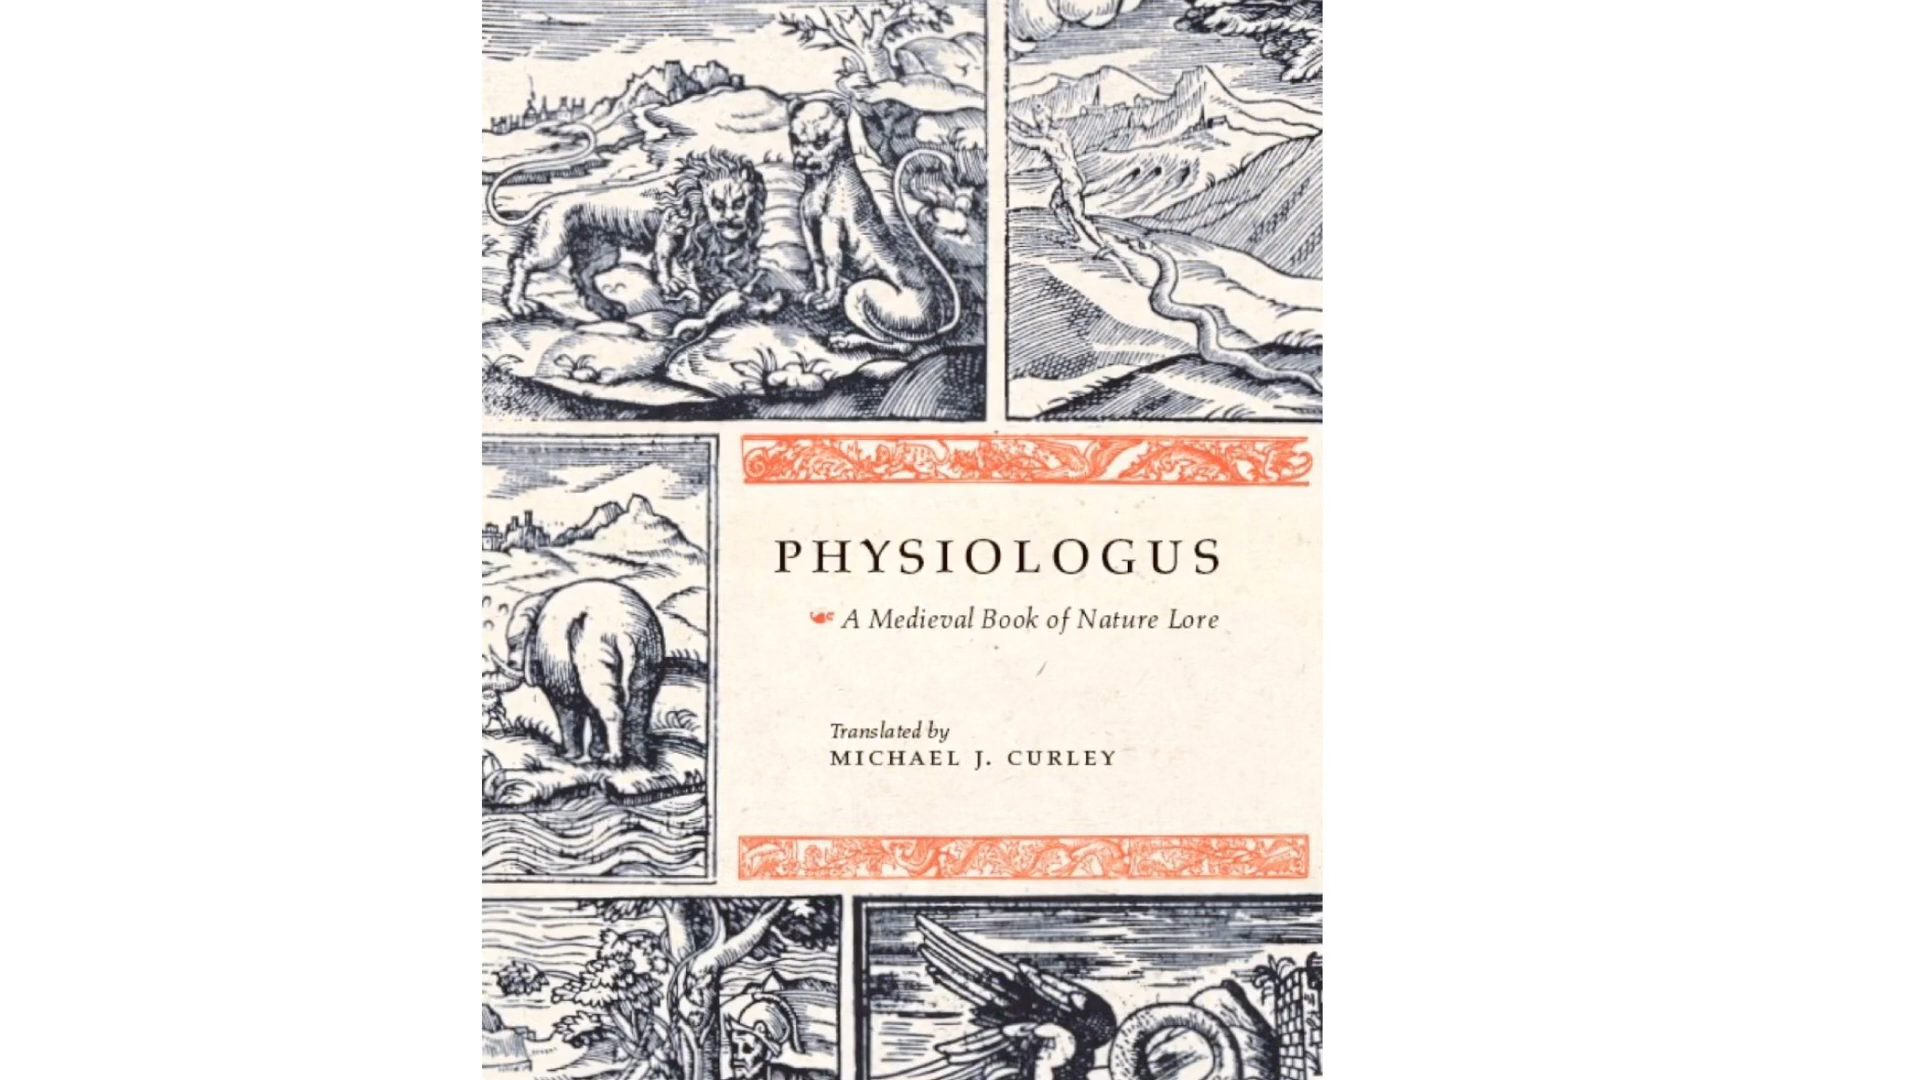 PHYSIOLOGUS
A Medieval Book of Nature Lore
Translated by
MICHAEL J. CURLEY